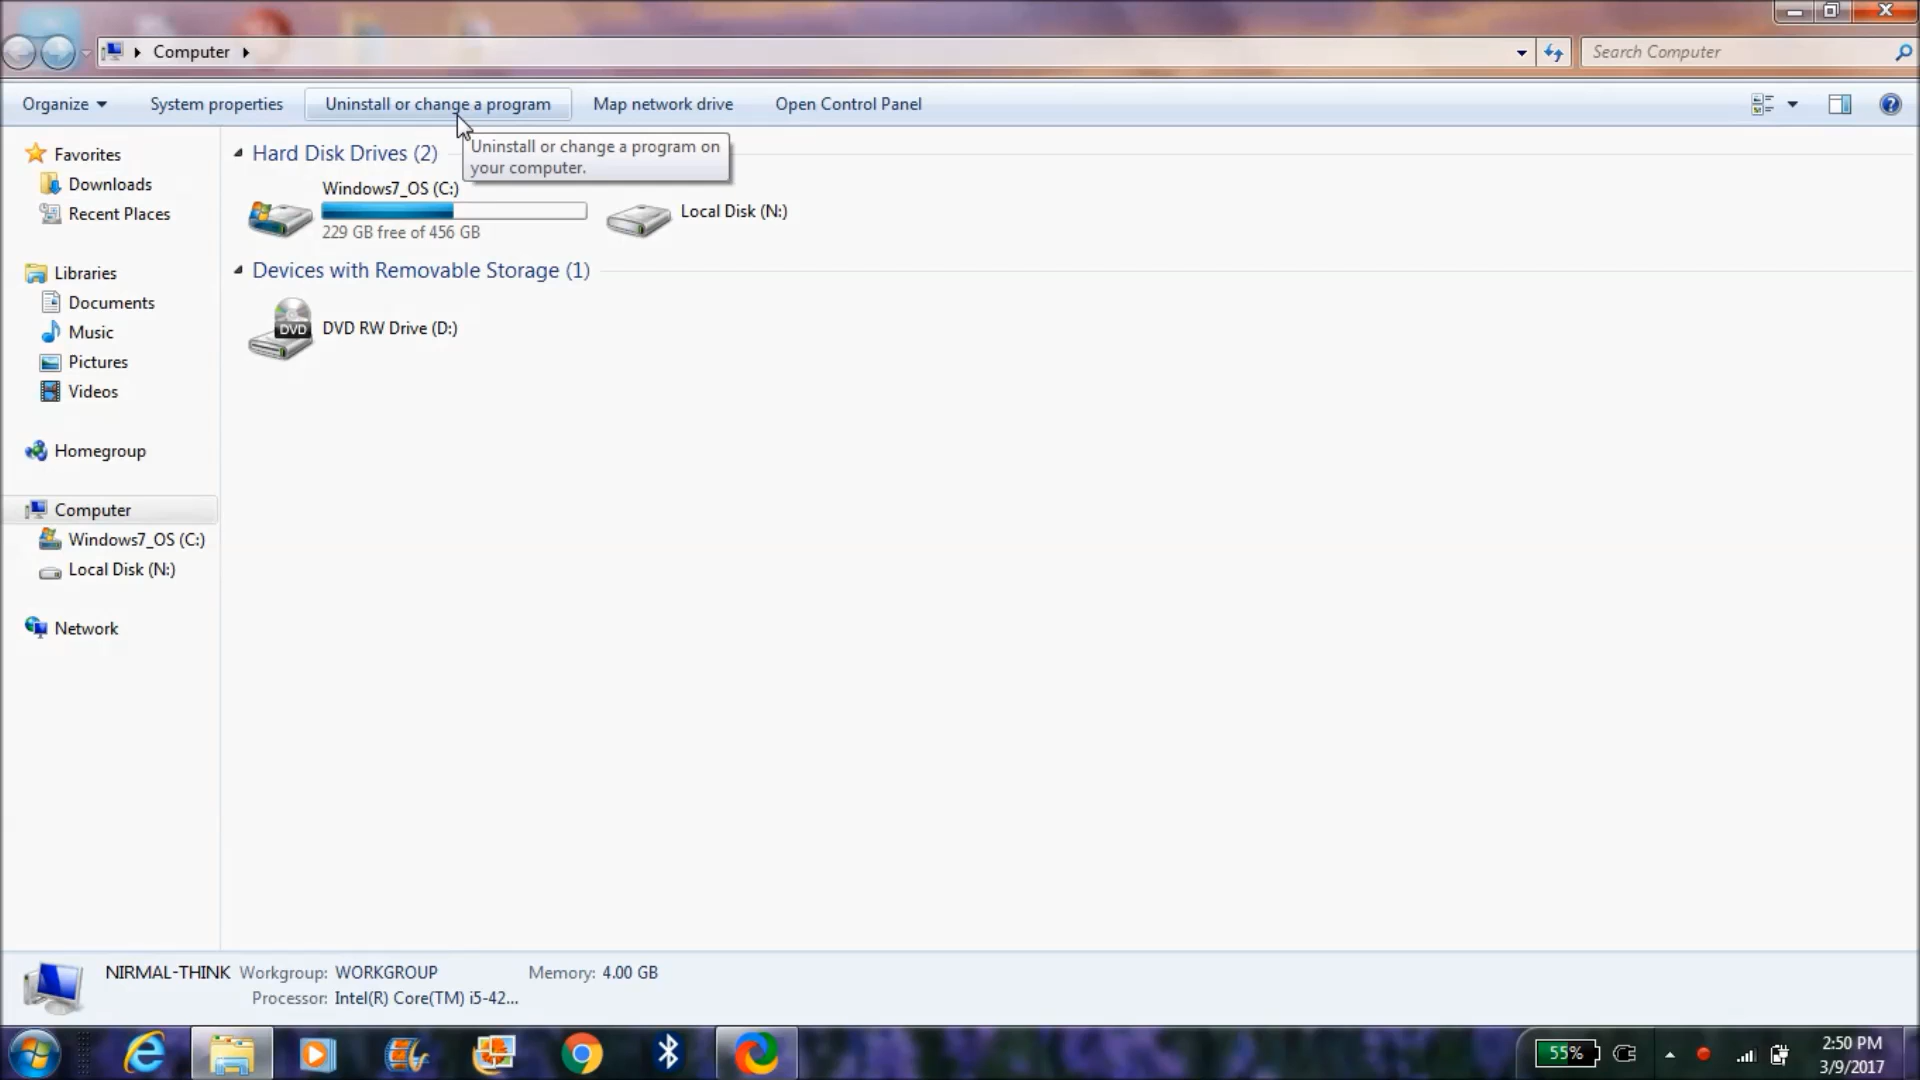 Computer
Search Computer
Organize
System properties
Uninstall or change a program
Map network drive
Open Control Panel
Uninstall or change a program on
your computer.
Favorites
Downloads
Recent Places
Libraries
Documents
Music
Pictures
Videos
Homegroup
Computer
Windows7_OS (C:)
Local Disk (N:)
Network
Hard Disk Drives (2)
Windows7_OS (C:)
229 GB free of 456 GB
Local Disk (N:)
Devices with Removable Storage (1)
DVD
DVD RW Drive (D:)
NIRMAL-THINK Workgroup: WORKGROUP Memory: 4.00 GB
Processor: Intel(R) Core(TM) i5-42...
55%
2:50 PM
3/9/2017